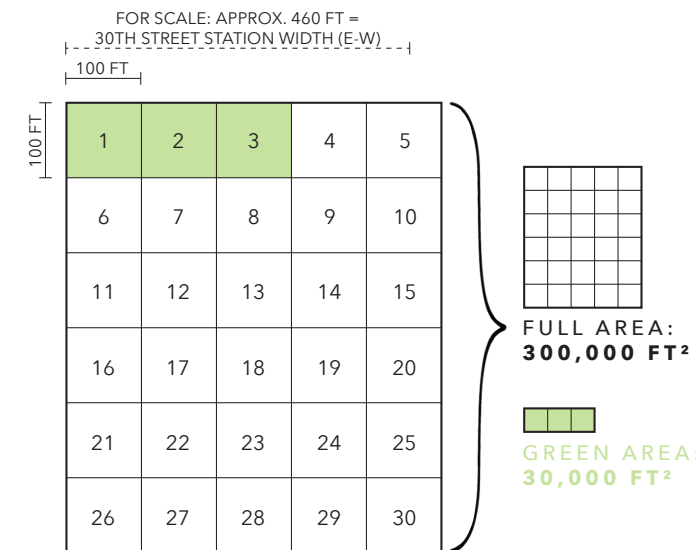 FOR SCALE: APPROX. 460 FT =
30TH STREET STATION WIDTH (E-W)
100 FT
100 FT
1 2 3 4 5
6 7 8 9 10
11 12 13 14 15
16 17 18 19 20
21 22 23 24 25
26 27 28 29 30
FULL AREA:
300,000 FT²
GREEN AREA:
30,000 FT²